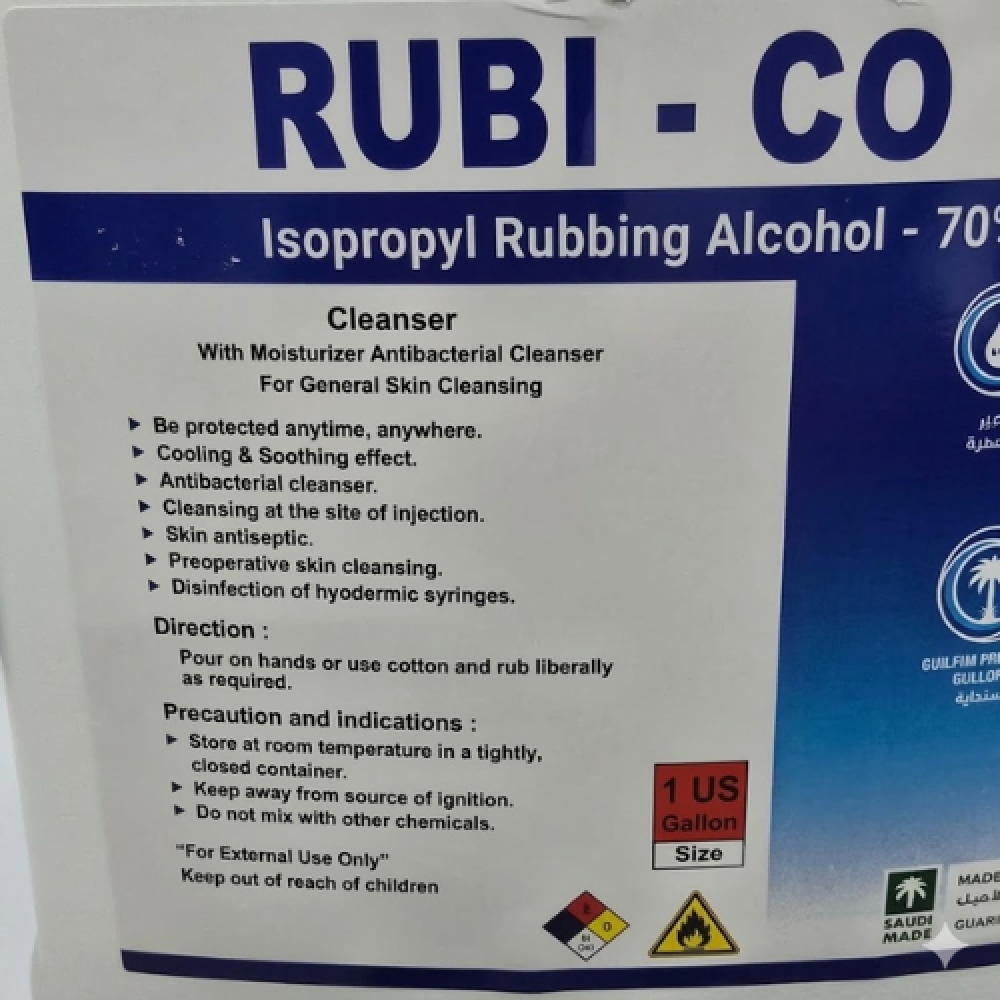 RUBI - CO
Isopropyl Rubbing Alcohol - 70%
Cleanser
With Moisturizer Antibacterial Cleanser
For General Skin Cleansing
Be protected anytime, anywhere.
Cooling & Soothing effect.
Antibacterial cleanser.
Cleansing at the site of injection.
Skin antiseptic.
Preoperative skin cleansing.
Disinfection of hyodermic syringes.
Direction :
Pour on hands or use cotton and rub liberally
as required.
Precaution and indications :
Store at room temperature in a tightly,
closed container.
Keep away from source of ignition.
Do not mix with other chemicals.
"For External Use Only"
Keep out of reach of children
1 US
Gallon
Size
0
GUILFIM
SAUDI
MADE
MADE